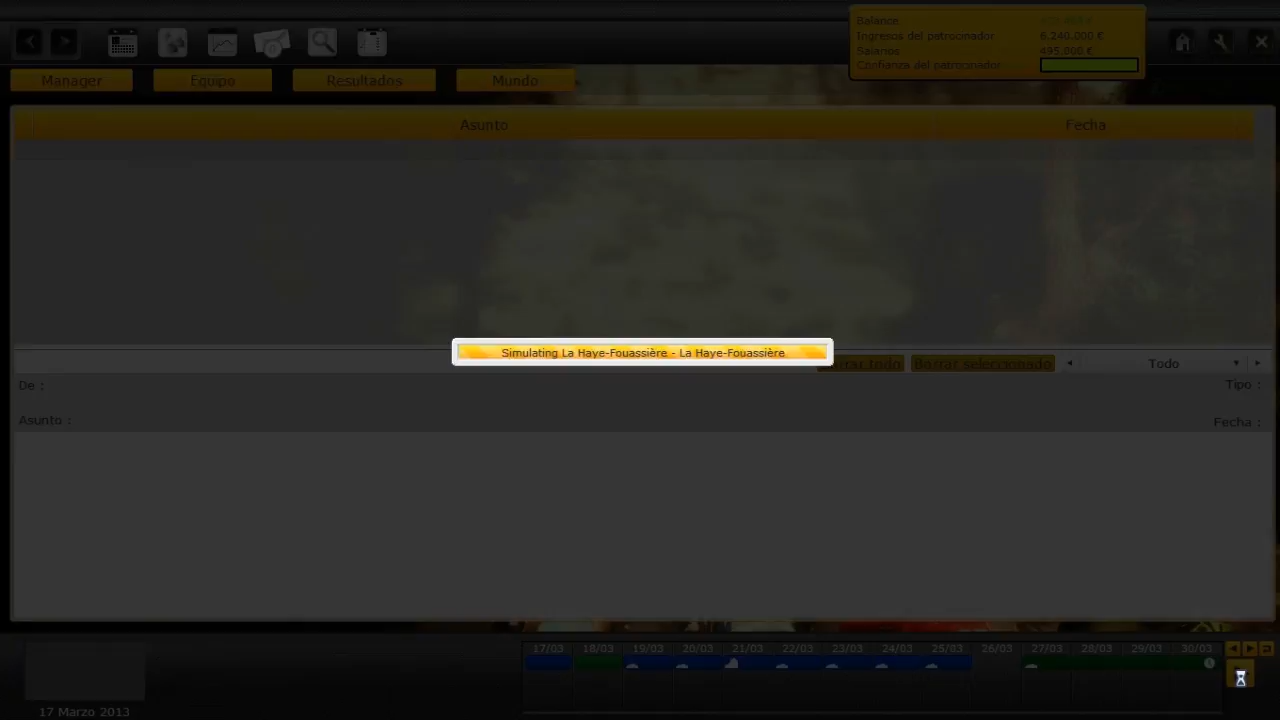 Balance
Ingresos del patrocinador 6.240.000 €
Salarios 495.000 €
Confianza del patrocinador
Manager Equipo Resultados Mundo
Asunto Fecha
Simulating La Haye-Fouassière - La Haye-Fouassière
todo Borrar seleccionado Todo
De : Tipo :
Asunto : Fecha :
17/03 18/03 19/03 20/03 21/03 22/03 23/03 24/03 25/03 26/03 27/03 28/03 29/03 30/03
17 Marzo 2013